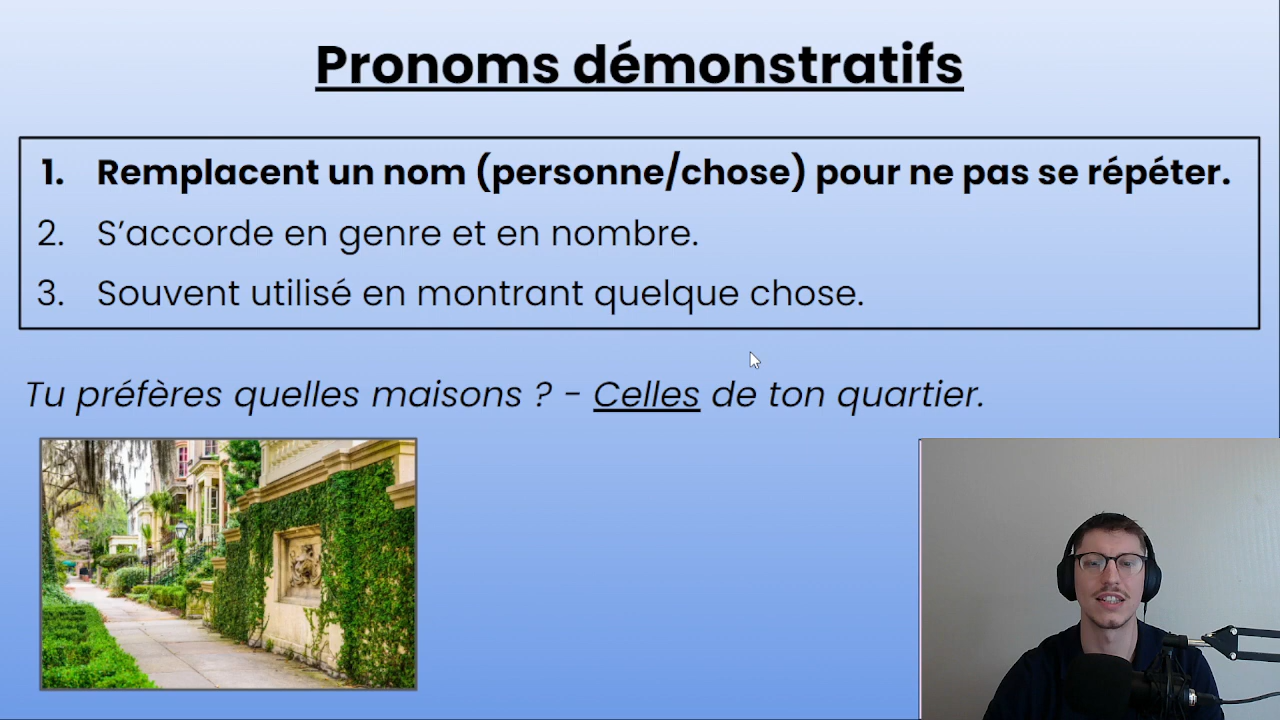 Pronoms démonstratifs
1. Remplacent un nom (personne/chose) pour ne pas se répéter.
2. S’accorde en genre et en nombre.
3. Souvent utilisé en montrant quelque chose.
Tu préfères quelles maisons ? - Celles de ton quartier.